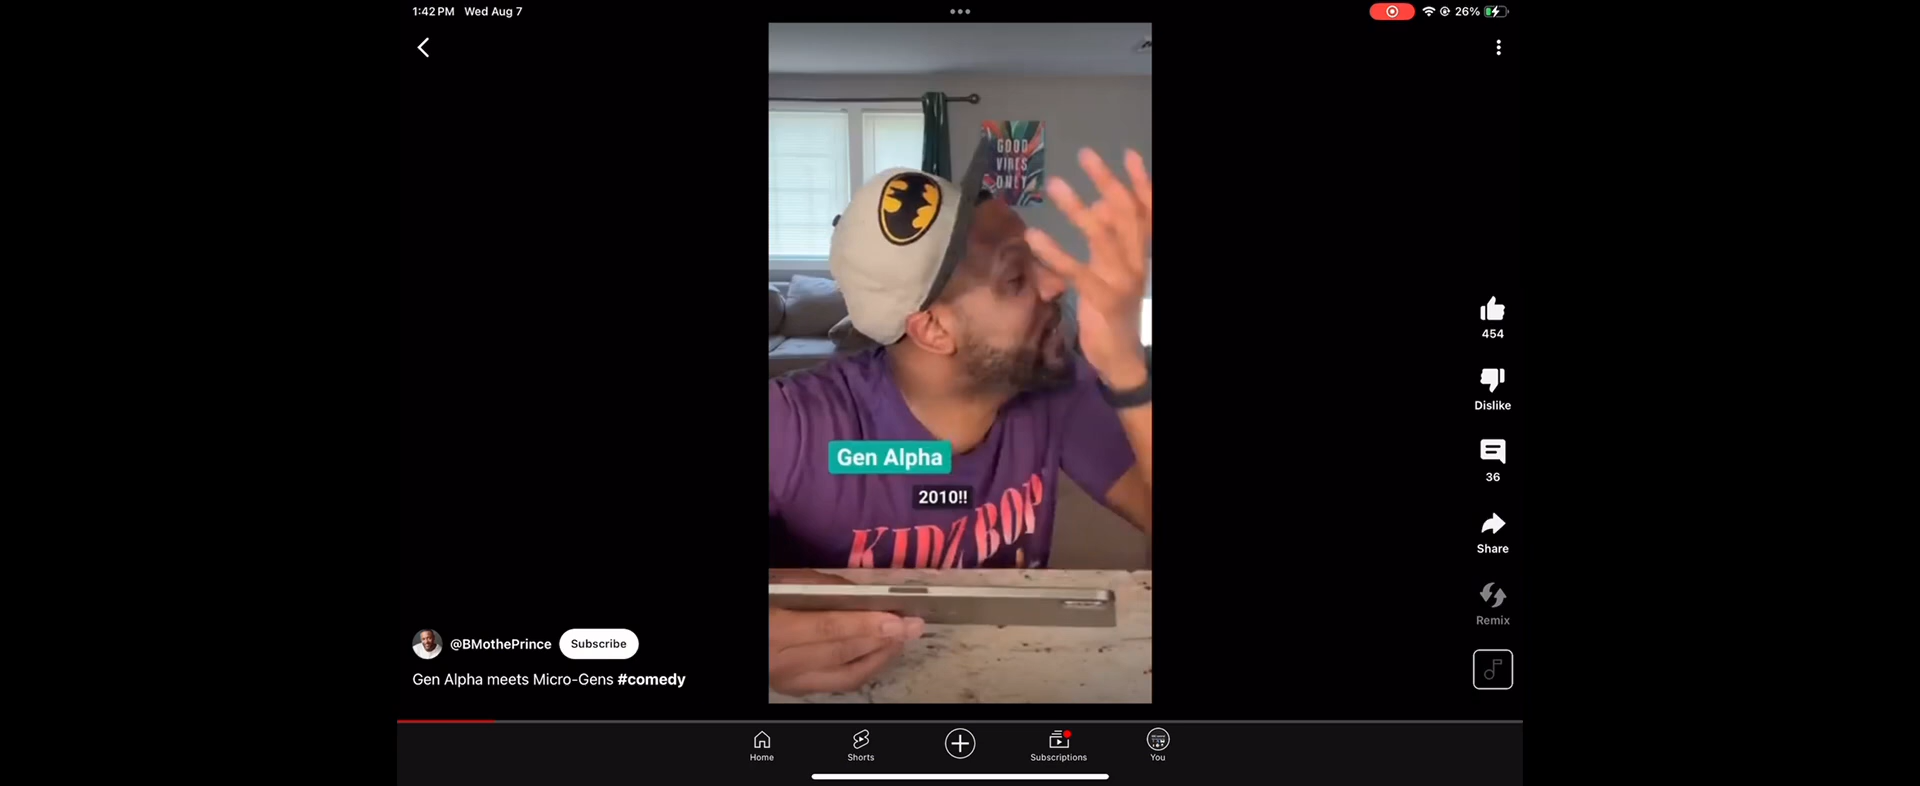 1:42 PM Wed Aug 7
26%
GOOD
VIBES
ONLY
Gen Alpha
2010!!
KIDZ BOP
454
Dislike
36
Share
Remix
@BMothePrince Subscribe
Gen Alpha meets Micro-Gens #comedy
Home Shorts Subscriptions You